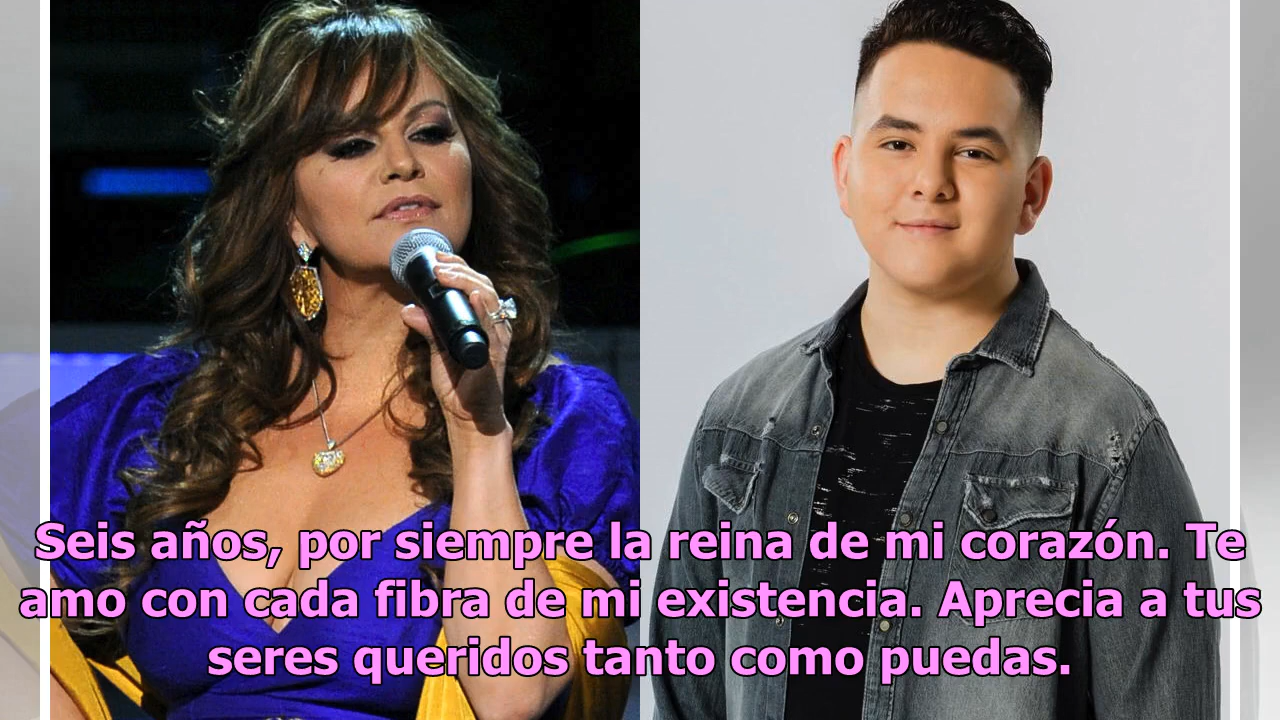 Seis años, por siempre la reina de mi corazón. Te
amo con cada fibra de mi existencia. Aprecia a tus
seres queridos tanto como puedas.